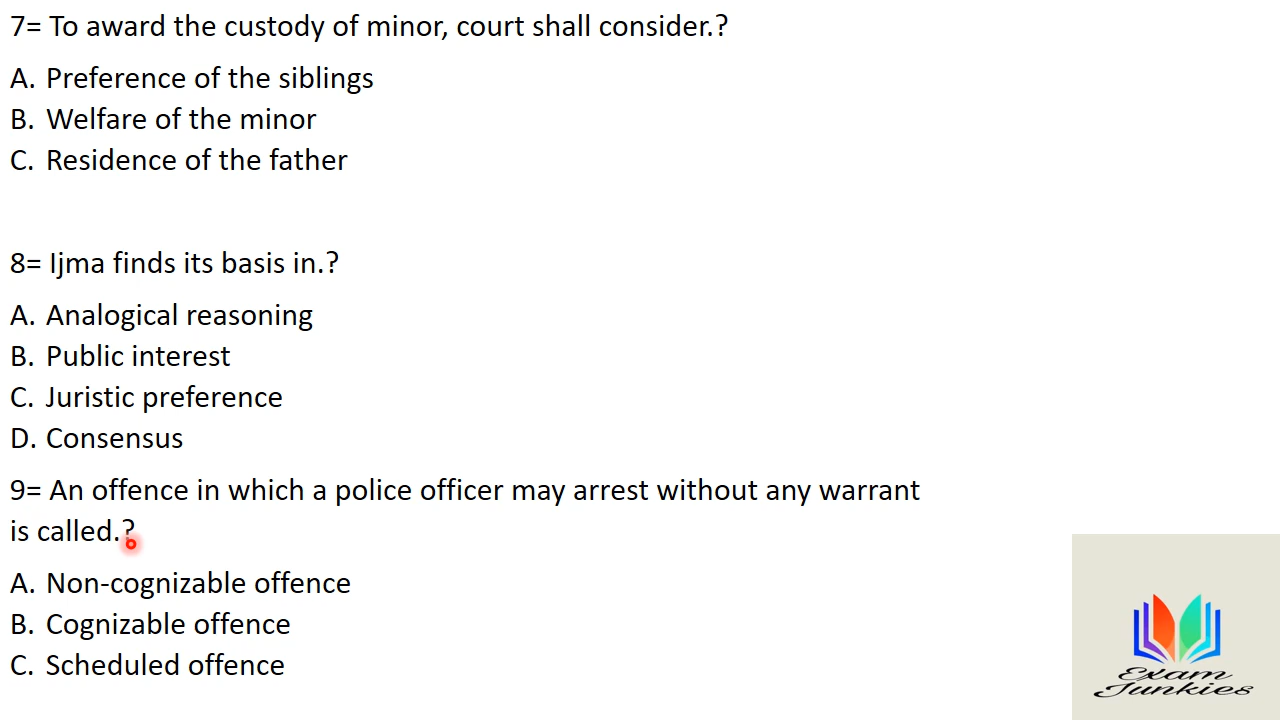 7= To award the custody of minor, court shall consider.?
A. Preference of the siblings
B. Welfare of the minor
C. Residence of the father
8= Ijma finds its basis in.?
A. Analogical reasoning
B. Public interest
C. Juristic preference
D. Consensus
9= An offence in which a police officer may arrest without any warrant
is called.?
A. Non-cognizable offence
B. Cognizable offence
C. Scheduled offence
Exam
Junkies